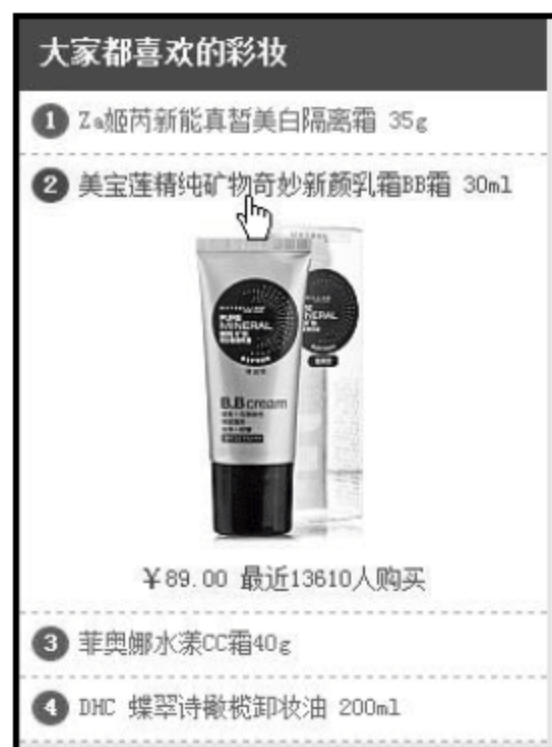 大家都喜欢的彩妆
1 Za姬芮新能真皙美白隔离霜 35g
2 美宝莲精纯矿物奇妙新颜乳霜BB霜 30ml
PURE
MINERAL
B.B cream
¥89.00 最近13610人购买
3 菲奥娜水漾CC霜40g
4 DHC 蝶翠诗橄榄卸妆油 200ml